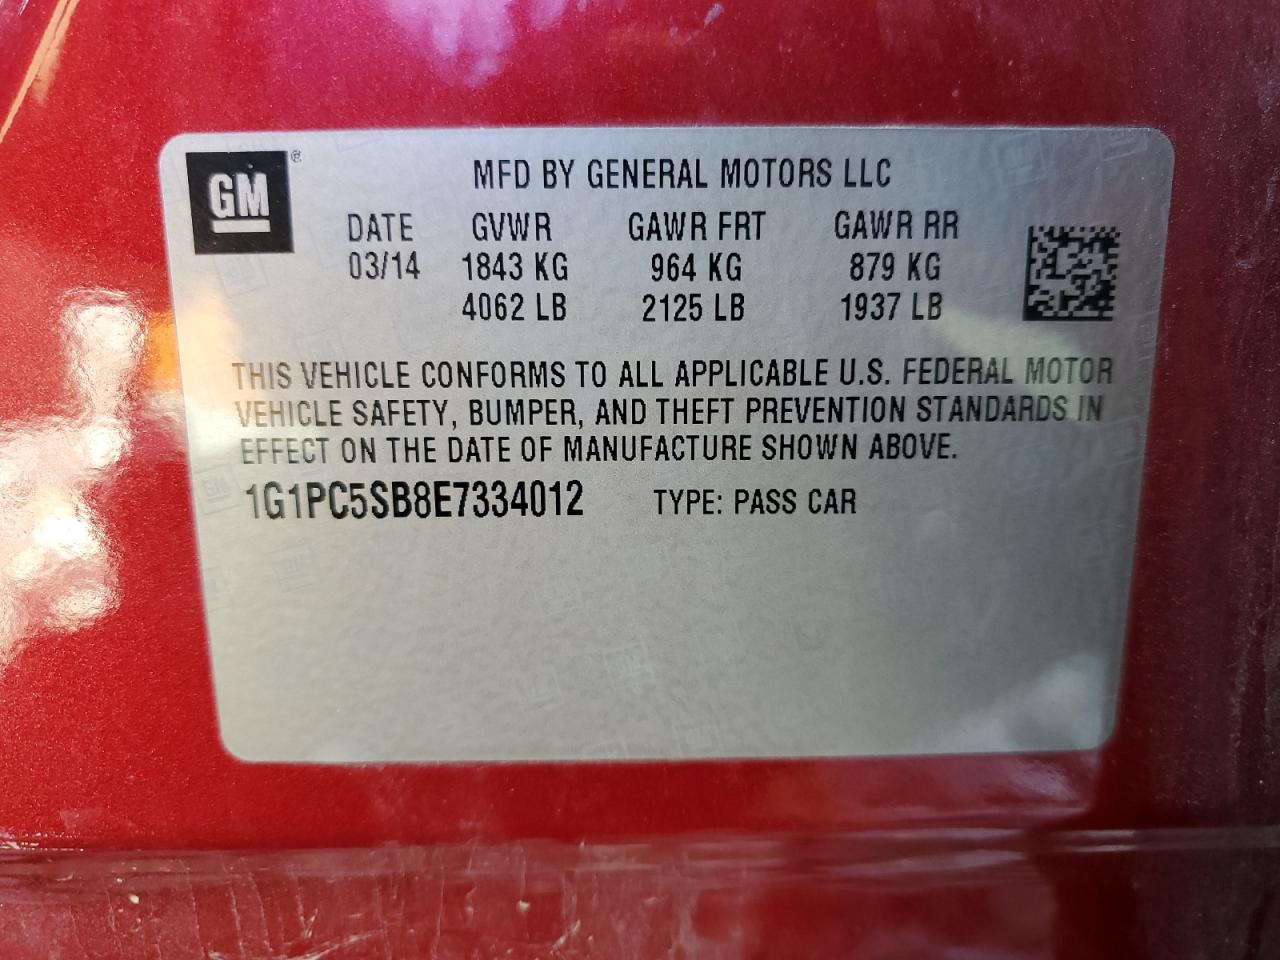 GM ®
MFD BY GENERAL MOTORS LLC
DATE GVWR GAWR FRT GAWR RR
03/14 1843 KG 964 KG 879 KG
4062 LB 2125 LB 1937 LB
THIS VEHICLE CONFORMS TO ALL APPLICABLE U.S. FEDERAL MOTOR
VEHICLE SAFETY, BUMPER, AND THEFT PREVENTION STANDARDS IN
EFFECT ON THE DATE OF MANUFACTURE SHOWN ABOVE.
1G1PC5SB8E7334012 TYPE: PASS CAR